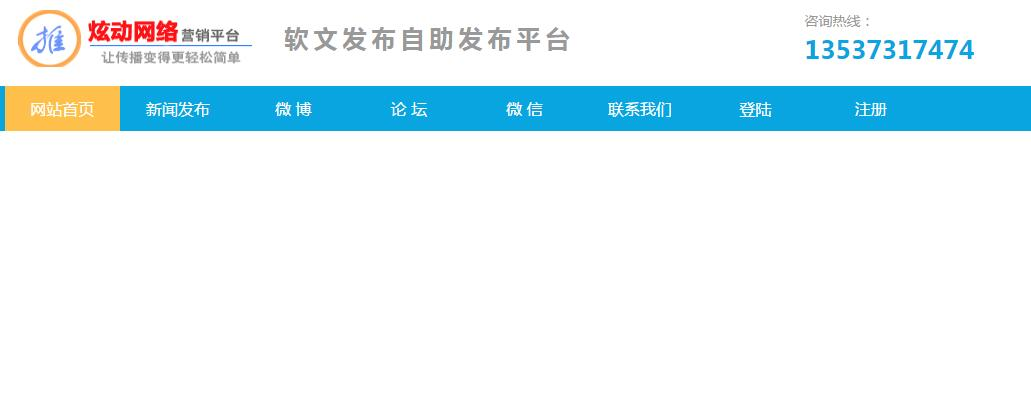 推
炫动网络营销平台
让传播变得更轻松简单
软文发布自助发布平台
咨询热线：
13537317474
网站首页 新闻发布 微 博 论 坛 微 信 联系我们 登陆 注册